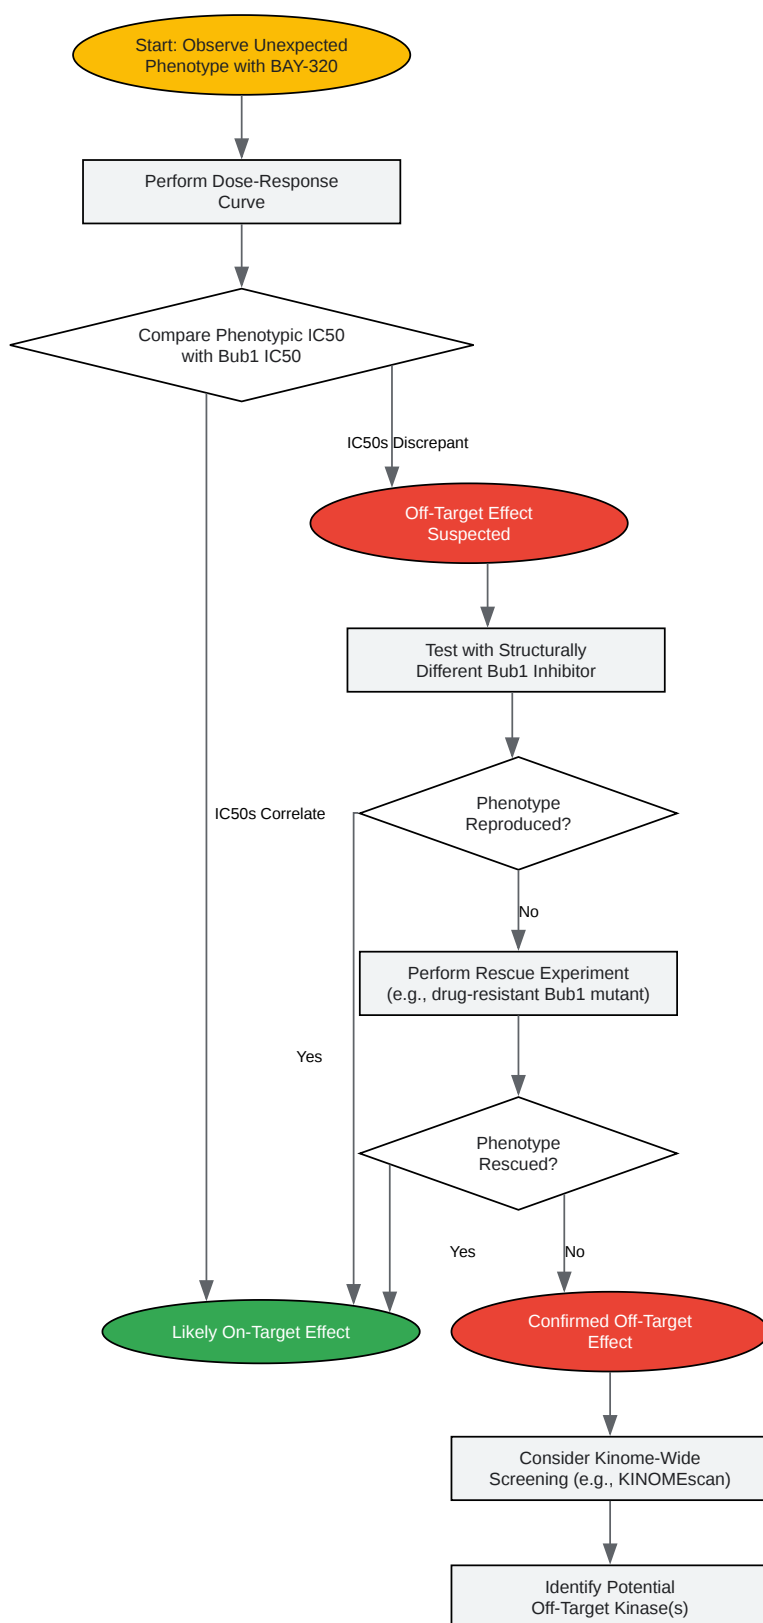 Start: Observe Unexpected
Phenotype with BAY-320
Perform Dose-Response
Curve
Compare Phenotypic IC50
with Bub1 IC50
IC50s Discrepant
Off-Target Effect
Suspected
Test with Structurally
Different Bub1 Inhibitor
Phenotype
Reproduced?
IC50s Correlate
No
Perform Rescue Experiment
(e.g., drug-resistant Bub1 mutant)
Yes
Phenotype
Rescued?
Yes
No
Likely On-Target Effect
Confirmed Off-Target
Effect
Consider Kinome-Wide
Screening (e.g., KINOMEscan)
Identify Potential
Off-Target Kinase(s)